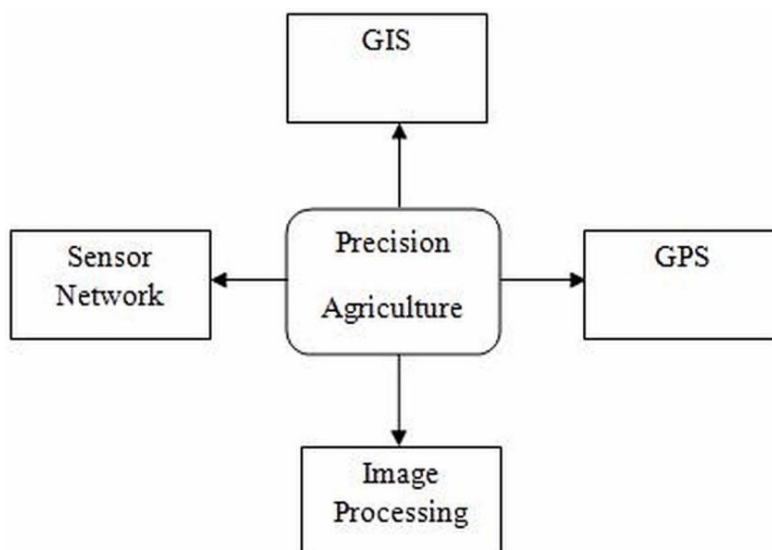 GIS
Sensor
Network
Precision
Agriculture
GPS
Image
Processing